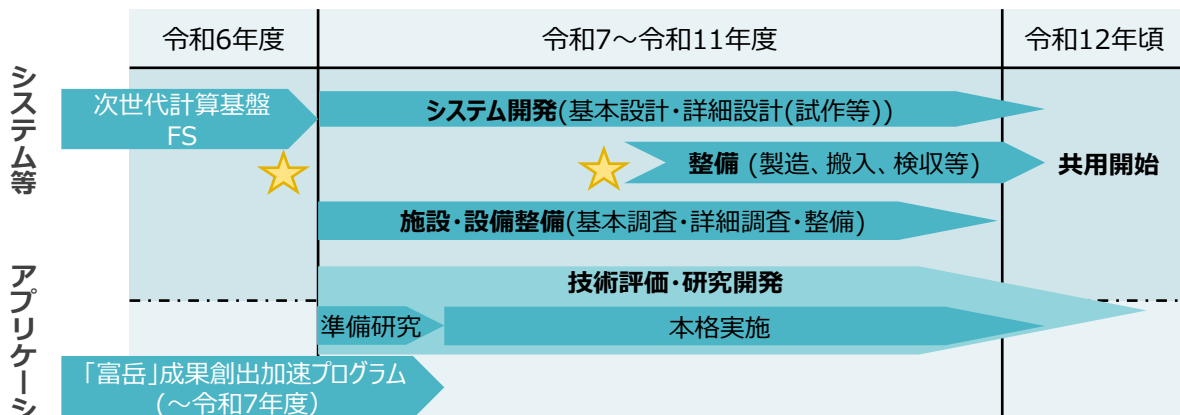 令和6年度
令和7～令和11年度
令和12年頃
システム等
次世代計算基盤
FS
システム開発(基本設計・詳細設計(試作等))
整備 (製造、搬入、検収等)
共用開始
施設・設備整備(基本調査・詳細調査・整備)
アプリケーシ
技術評価・研究開発
準備研究
本格実施
「富岳」成果創出加速プログラム
(～令和7年度)